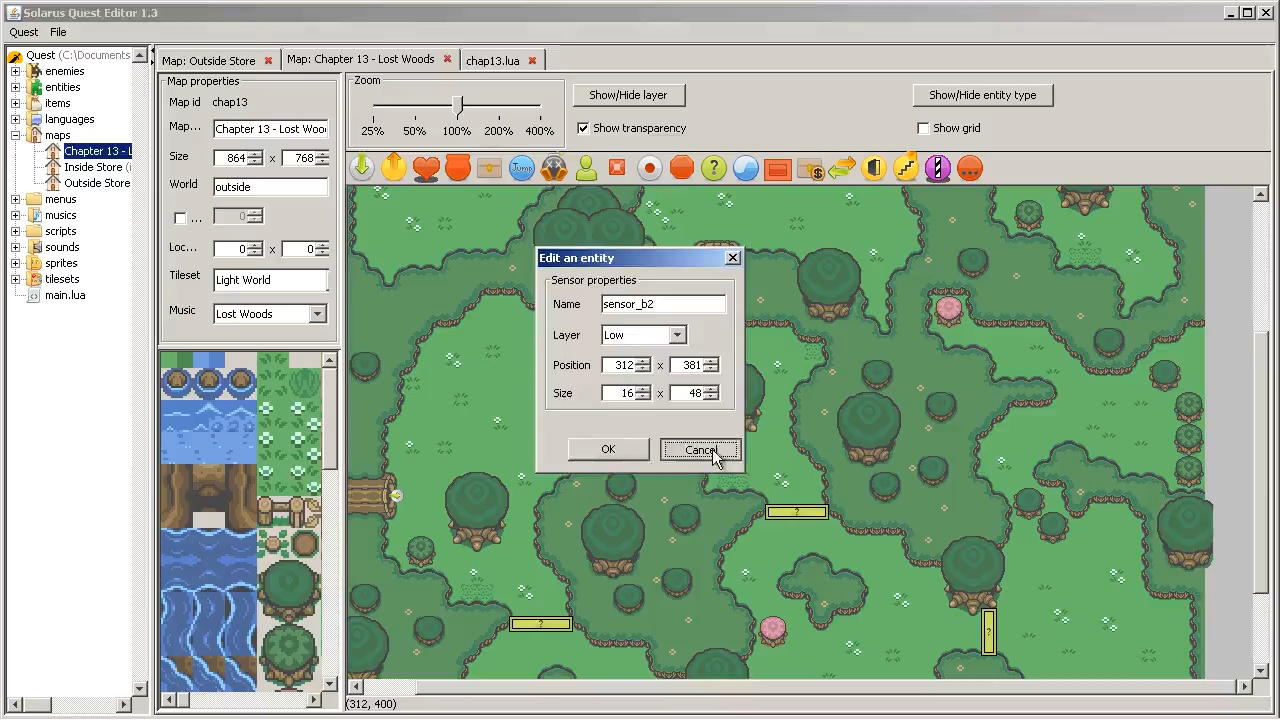 Solarus Quest Editor 1.3
Quest File
Quest (C:\Documents
enemies
entities
items
languages
maps
Chapter 13 - L
Inside Store (
Outside Store
menus
musics
scripts
sounds
sprites
tilesets
main.lua
Map: Outside Store
Map: Chapter 13 - Lost Woods
chap13.lua
Map properties
Map id chap13
Map... Chapter 13 - Lost Woo
Size 864 x 768
World outside
... 0
Loc... 0 x 0
Tileset Light World
Music Lost Woods
Zoom
25% 50% 100% 200% 400%
Show/Hide layer
Show transparency
Show/Hide entity type
Show grid
Jump
?
$
...
Edit an entity
Sensor properties
Name sensor_b2
Layer Low
Position 312 x 381
Size 16 x 48
OK Cancel
?
?
?
(312, 400)